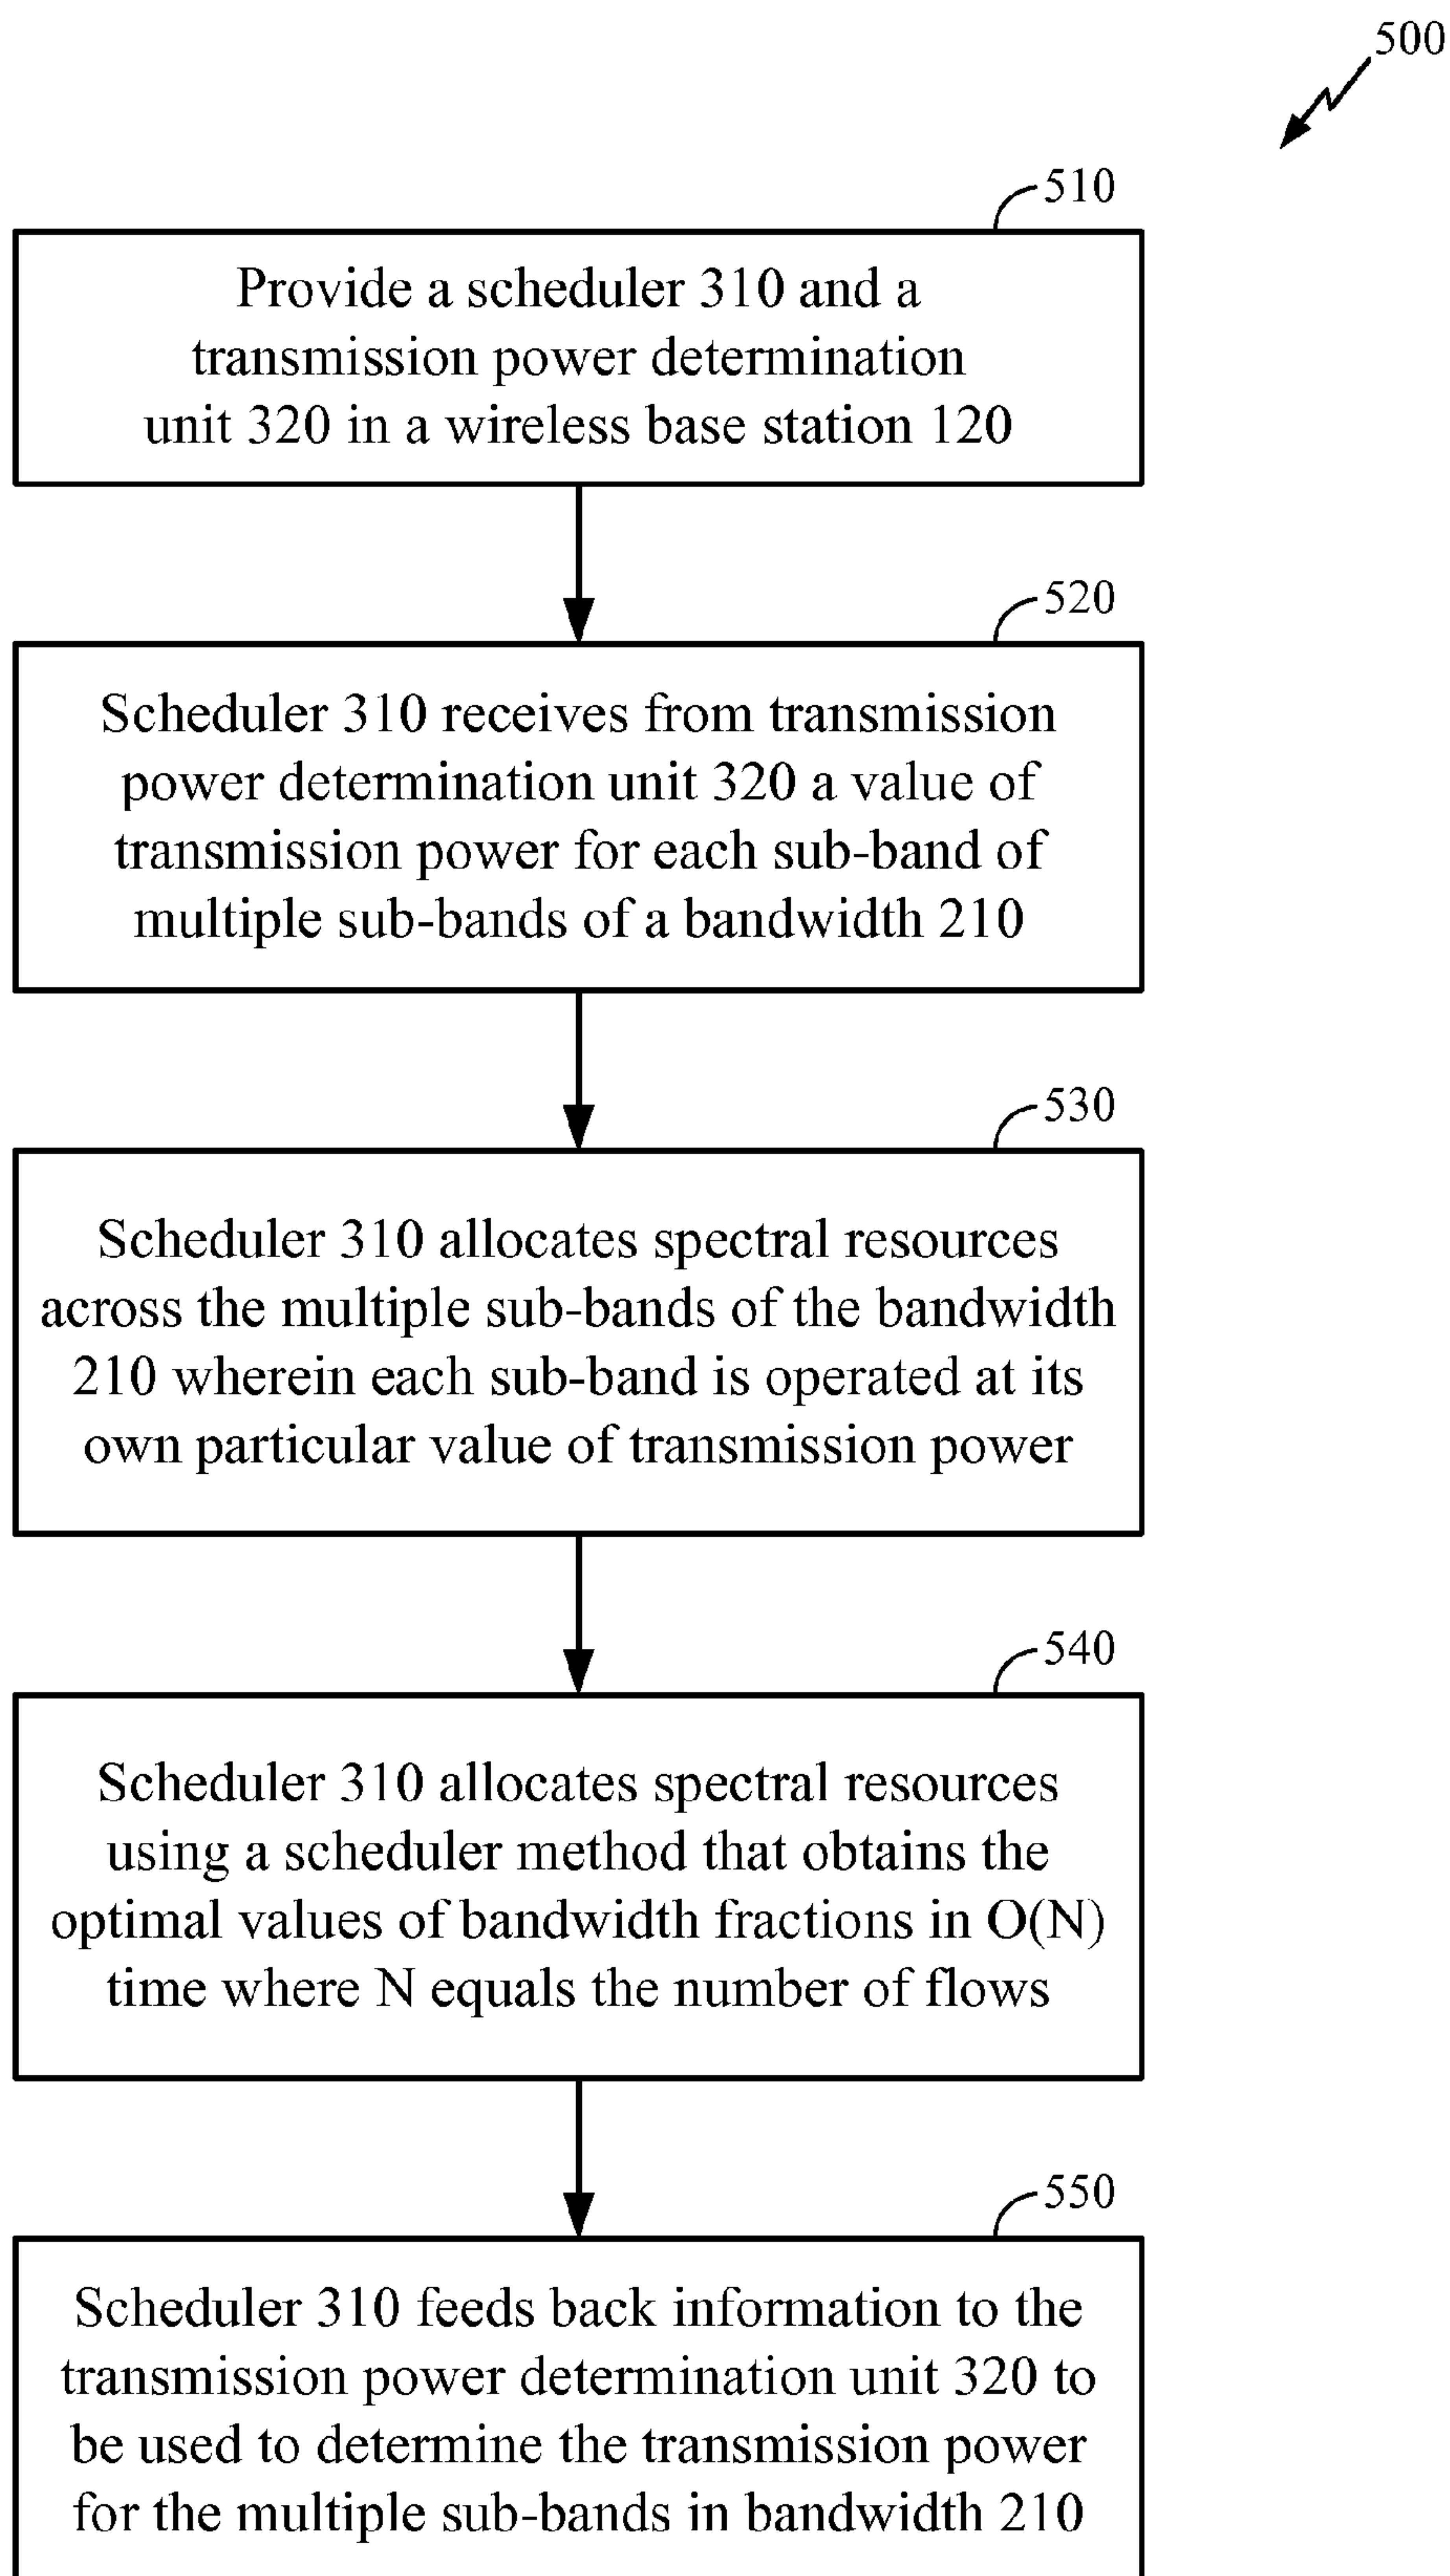 500
510
Provide a scheduler 310 and a
transmission power determination
unit 320 in a wireless base station 120
520
Scheduler 310 receives from transmission
power determination unit 320 a value of
transmission power for each sub-band of
multiple sub-bands of a bandwidth 210
530
Scheduler 310 allocates spectral resources
across the multiple sub-bands of the bandwidth
210 wherein each sub-band is operated at its
own particular value of transmission power
540
Scheduler 310 allocates spectral resources
using a scheduler method that obtains the
optimal values of bandwidth fractions in O(N)
time where N equals the number of flows
550
Scheduler 310 feeds back information to the
transmission power determination unit 320 to
be used to determine the transmission power
for the multiple sub-bands in bandwidth 210